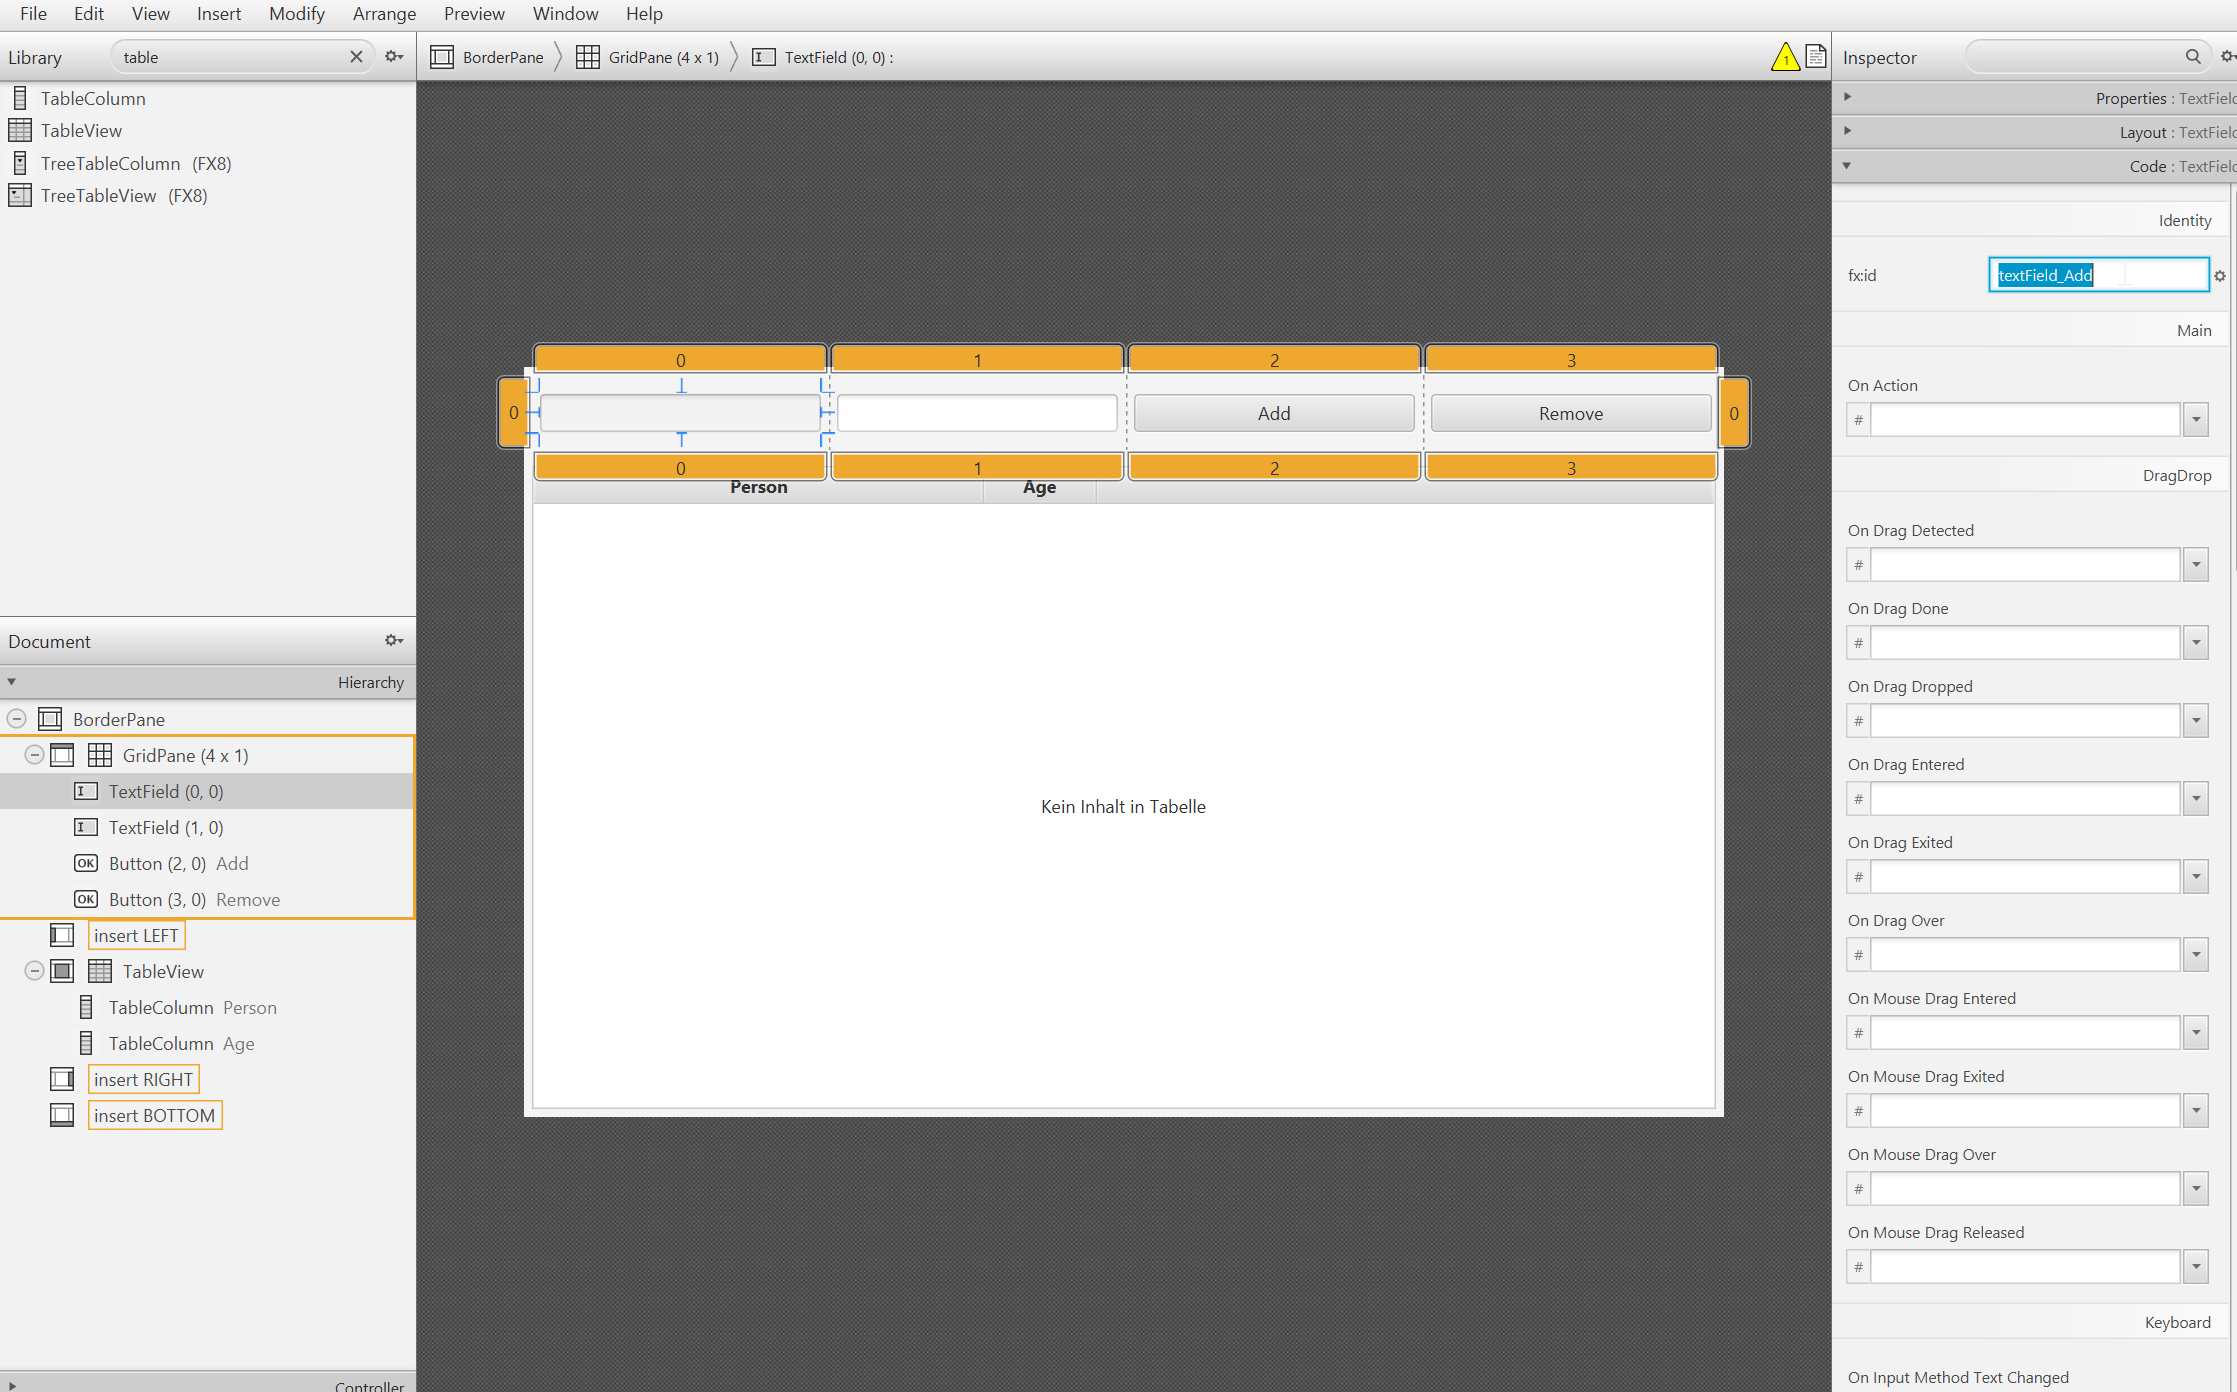 File Edit View Insert Modify Arrange Preview Window Help
Library table
TableColumn
TableView
TreeTableColumn (FX8)
TreeTableView (FX8)
Document
Hierarchy
BorderPane
GridPane (4 x 1)
TextField (0, 0)
TextField (1, 0)
OK Button (2, 0) Add
OK Button (3, 0) Remove
insert LEFT
TableView
TableColumn Person
TableColumn Age
insert RIGHT
insert BOTTOM
Controller
BorderPane GridPane (4 x 1) TextField (0, 0) : 1
0 1 2 3
0 Add Remove 0
0 1 2 3
Person Age
Kein Inhalt in Tabelle
Inspector
Properties : TextField
Layout : TextField
Code : TextField
Identity
fx:id textField_Add
Main
On Action
#
DragDrop
On Drag Detected
#
On Drag Done
#
On Drag Dropped
#
On Drag Entered
#
On Drag Exited
#
On Drag Over
#
On Mouse Drag Entered
#
On Mouse Drag Exited
#
On Mouse Drag Over
#
On Mouse Drag Released
#
Keyboard
On Input Method Text Changed